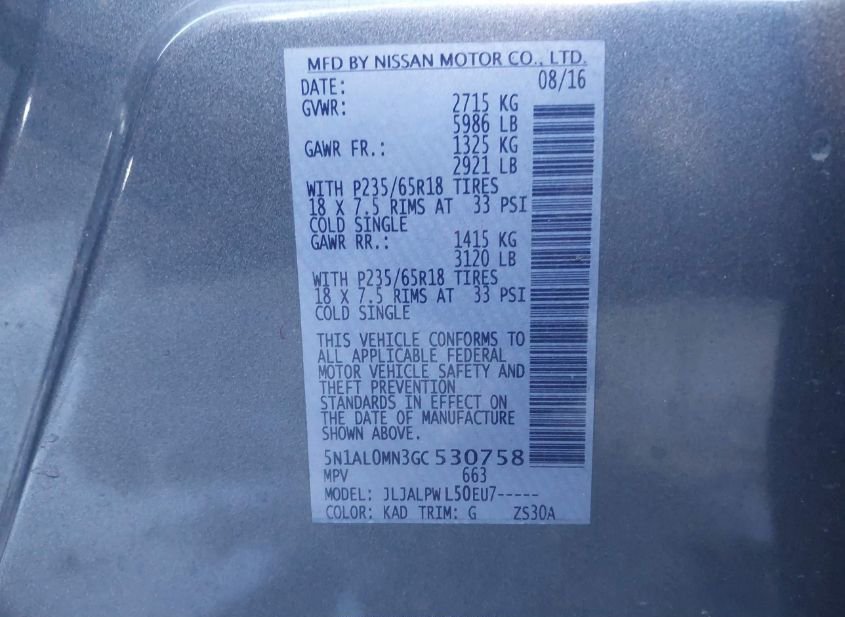 MFD BY NISSAN MOTOR CO., LTD.
DATE: 08/16
GVWR: 2715 KG
5986 LB
GAWR FR.: 1325 KG
2921 LB
WITH P235/65R18 TIRES
18 X 7.5 RIMS AT 33 PSI
COLD SINGLE
GAWR RR.: 1415 KG
3120 LB
WITH P235/65R18 TIRES
18 X 7.5 RIMS AT 33 PSI
COLD SINGLE
THIS VEHICLE CONFORMS TO
ALL APPLICABLE FEDERAL
MOTOR VEHICLE SAFETY AND
THEFT PREVENTION
STANDARDS IN EFFECT ON
THE DATE OF MANUFACTURE
SHOWN ABOVE.
5N1AL0MN3GC530758
MPV 663
MODEL: JLJALPWL50EU7-----
COLOR: KAD TRIM: G ZS30A